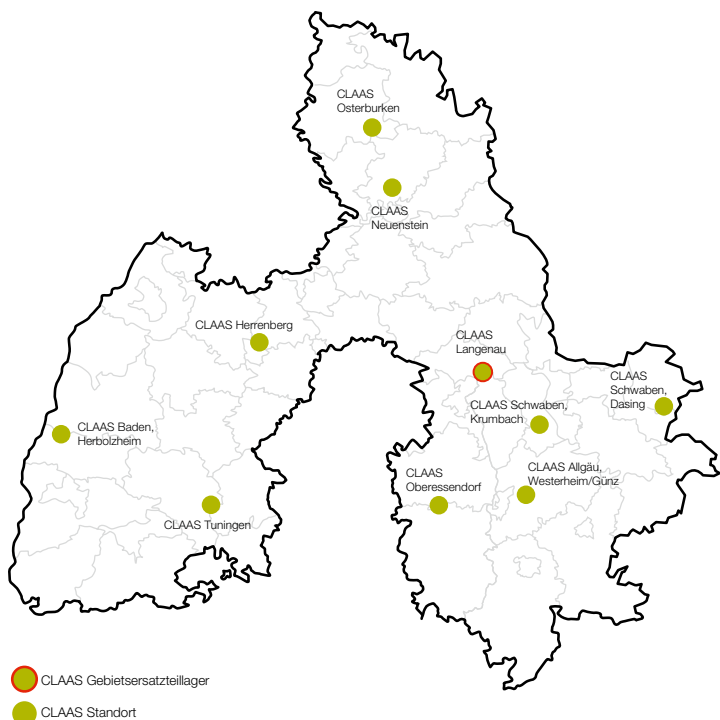 CLAAS
Osterburken
CLAAS
Neuenstein
CLAAS Herrenberg
CLAAS
Langenau
CLAAS
Schwaben,
Dasing
CLAAS Schwaben,
Krumbach
CLAAS Baden,
Herbolzheim
CLAAS Allgäu,
Westerheim/Günz
CLAAS
Oberessendorf
CLAAS Tuningen
CLAAS Gebietsersatzteillager
CLAAS Standort